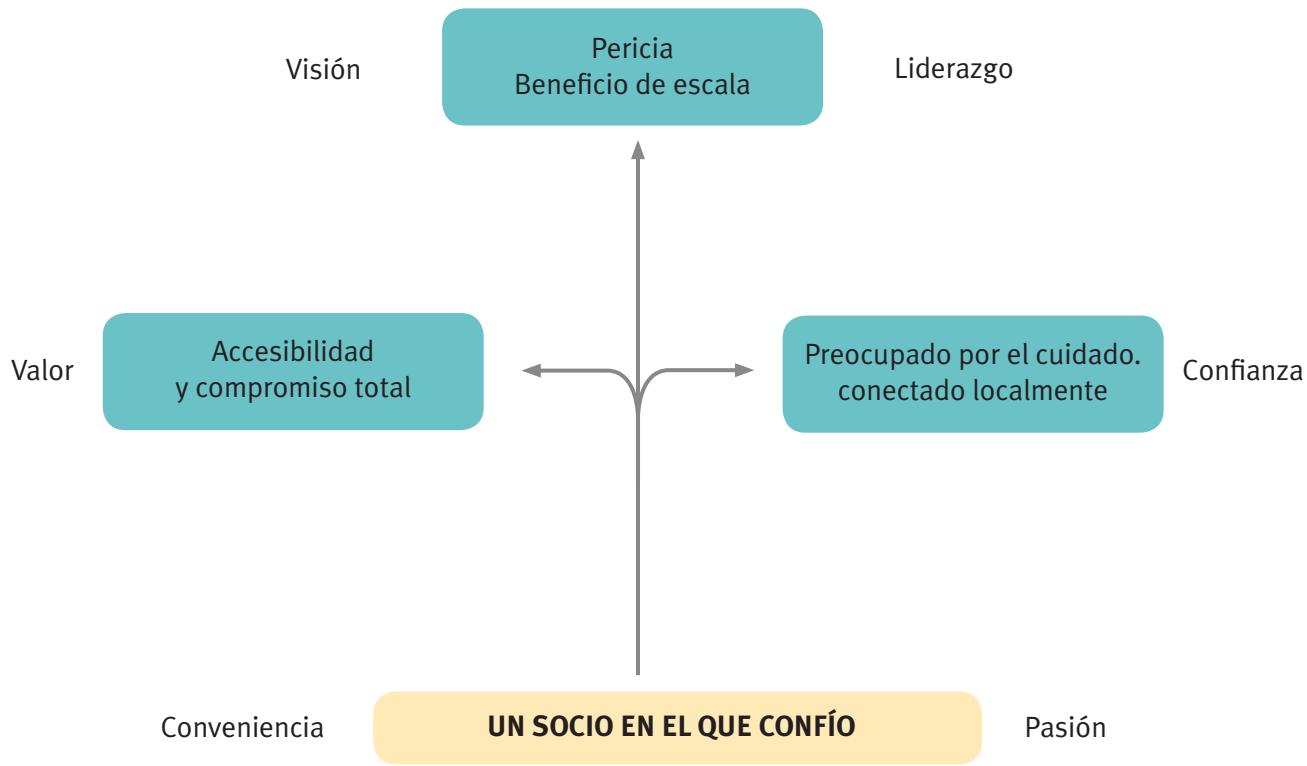 Visión
Pericia
Beneficio de escala
Liderazgo
Valor
Accesibilidad
y compromiso total
Preocupado por el cuidado.
conectado localmente
Confianza
Conveniencia
UN SOCIO EN EL QUE CONFÍO
Pasión